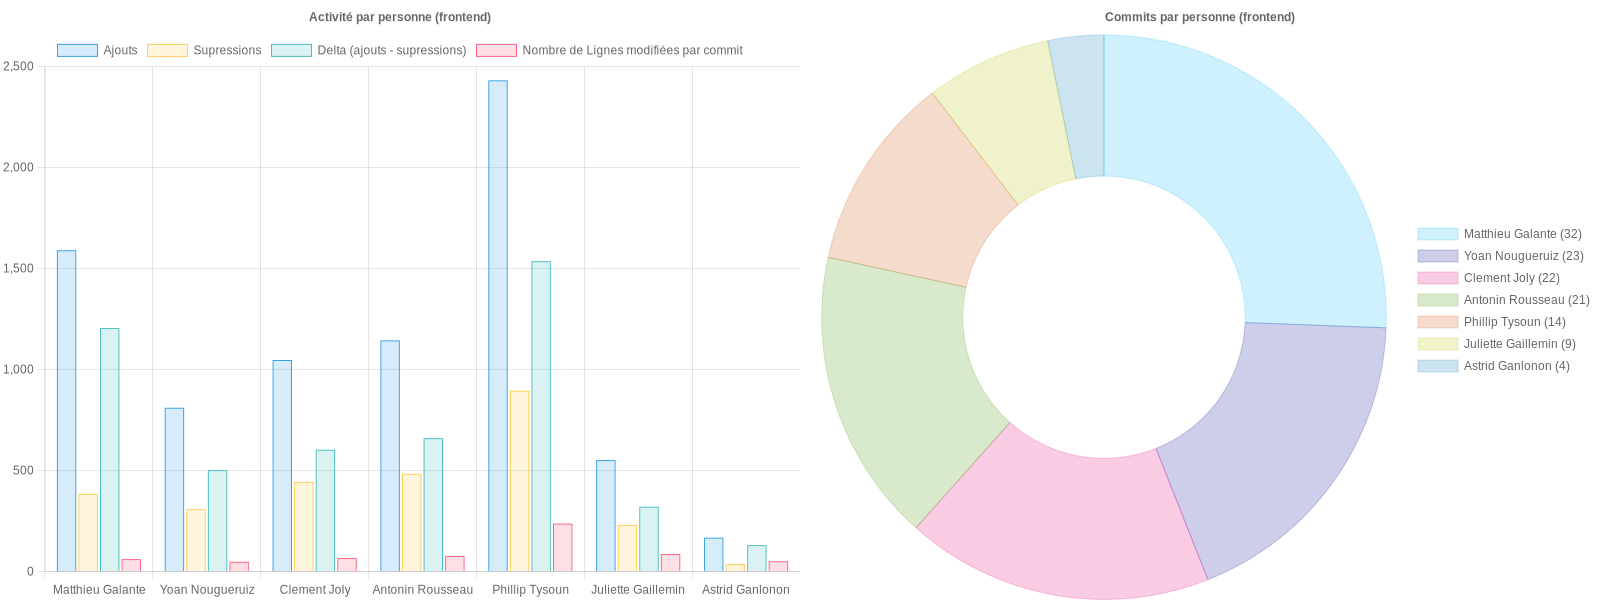 Activité par personne (frontend)
Ajouts Supressions Delta (ajouts - supressions) Nombre de Lignes modifiées par commit
2,500
2,000
1,500
1,000
500
0
Matthieu Galante Yoan Nougueruiz Clement Joly Antonin Rousseau Phillip Tysoun Juliette Gaillemin Astrid Ganlonon
Commits par personne (frontend)
Matthieu Galante (32)
Yoan Nougueruiz (23)
Clement Joly (22)
Antonin Rousseau (21)
Phillip Tysoun (14)
Juliette Gaillemin (9)
Astrid Ganlonon (4)